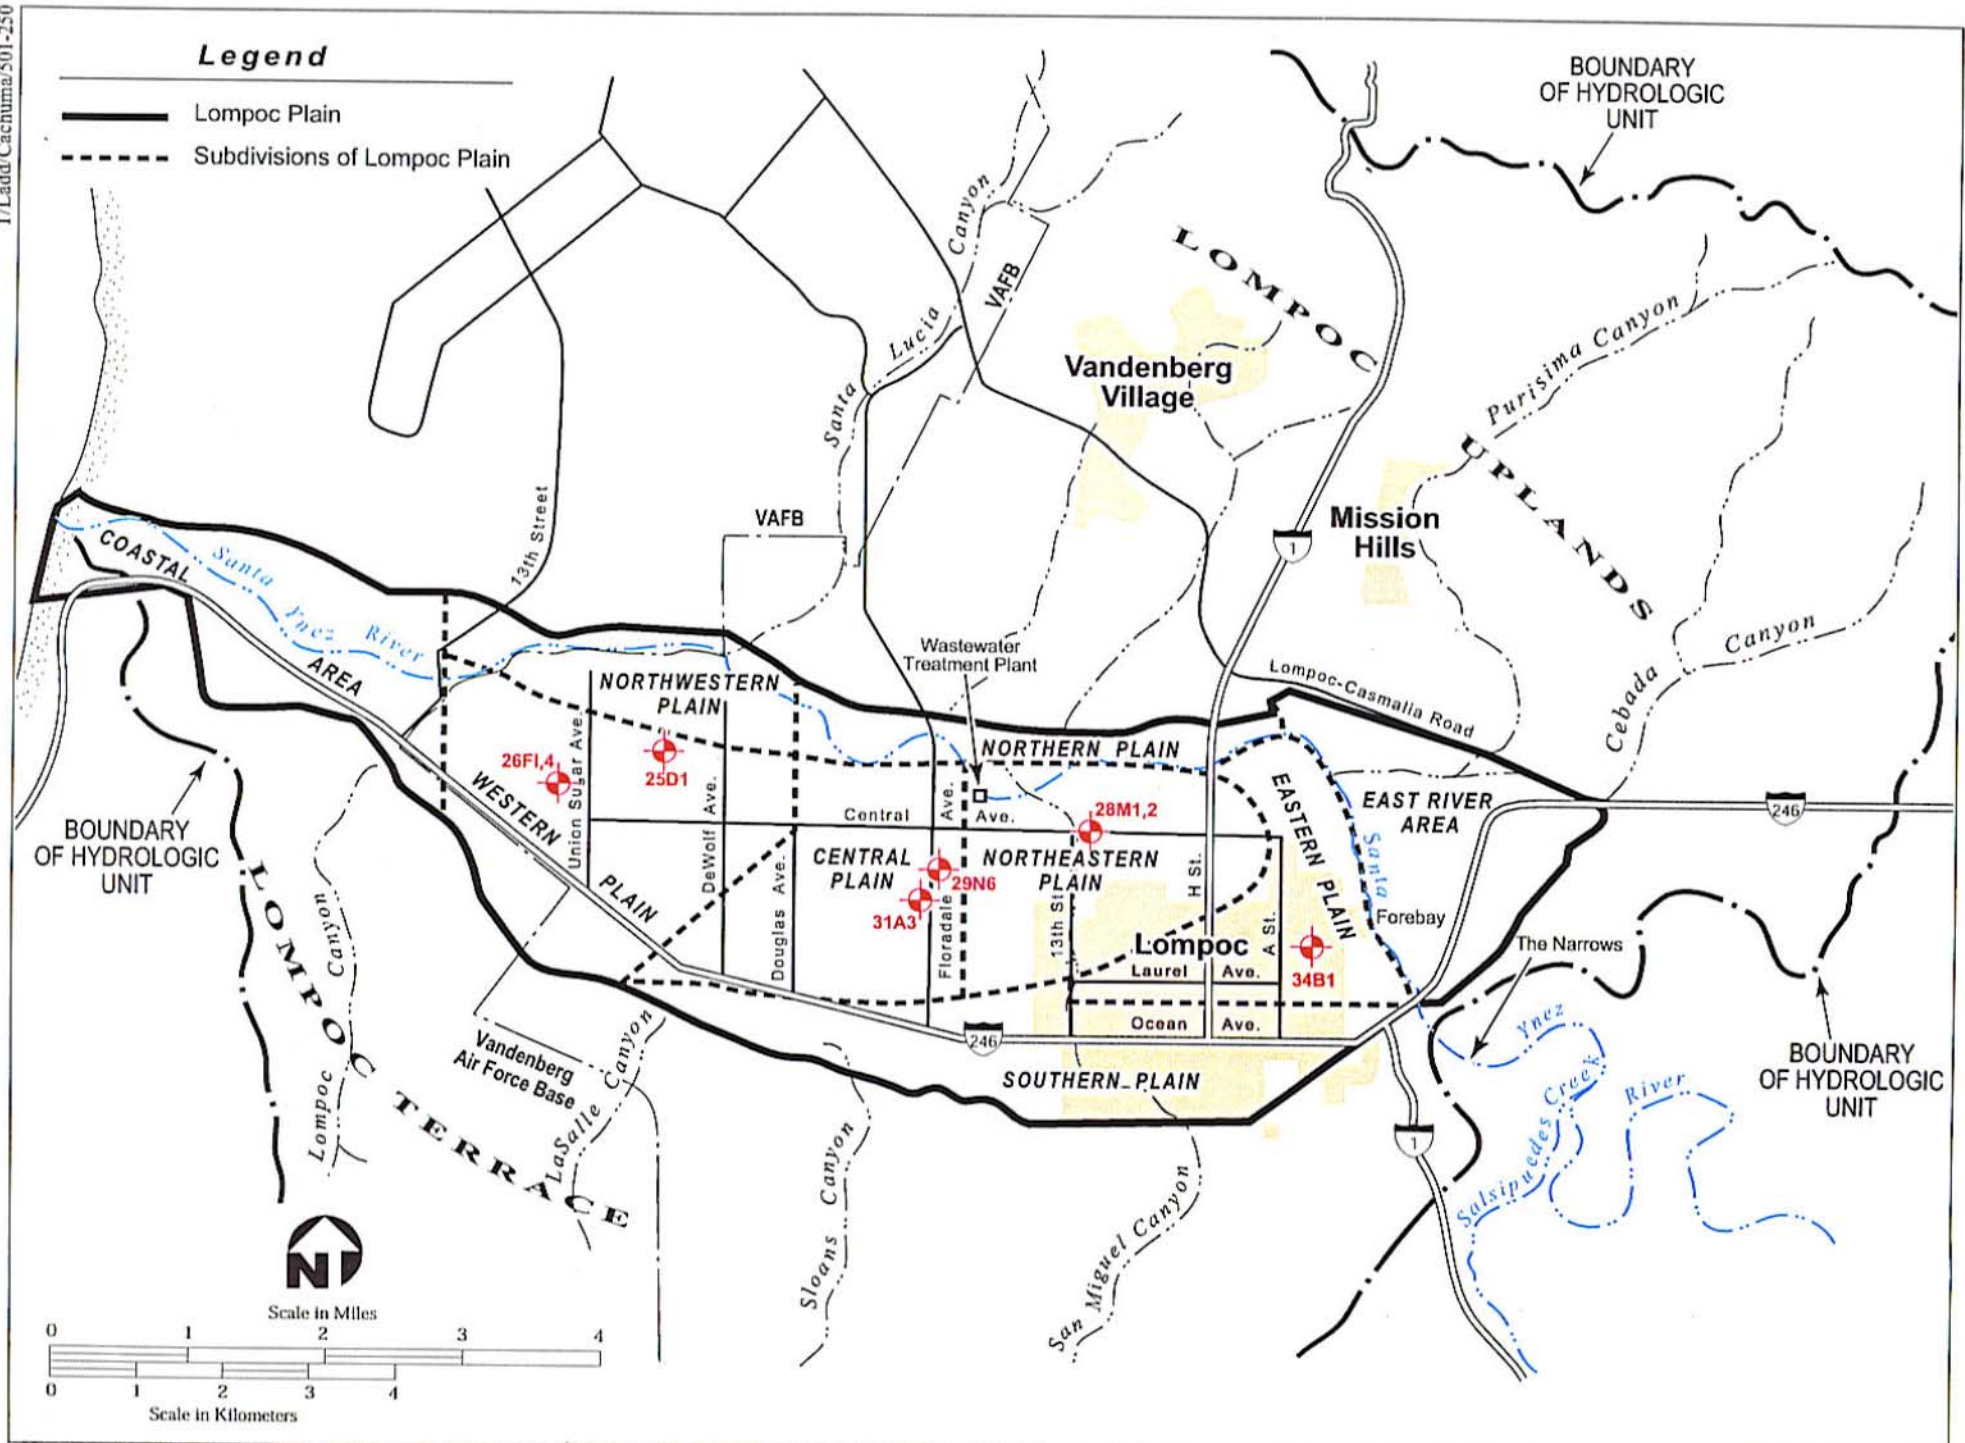 T/Ladd/Cachuma/501-250
Legend
Lompoc Plain
Subdivisions of Lompoc Plain
BOUNDARY
OF HYDROLOGIC
UNIT
LOMPOC
UPLANDS
Santa Lucia Canyon
VAFB
Vandenberg
Village
Purisima Canyon
Mission
Hills
1
VAFB
13th Street
COASTAL
AREA
Santa Ynez River
Wastewater
Treatment Plant
Lompoc-Casmalia Road
Cebada Canyon
NORTHWESTERN
PLAIN
NORTHERN PLAIN
26FI,4
25D1
Union Sugar Ave.
DeWolf Ave.
Central Ave.
Ave.
28M1,2
EASTERN PLAIN
EAST RIVER
AREA
246
WESTERN
PLAIN
CENTRAL
PLAIN
NORTHEASTERN
PLAIN
29N6
31A3
Douglas Ave.
Floradale
13th St.
H St.
A St.
Santa
Forebay
Lompoc
Laurel Ave.
34B1
The Narrows
Ocean Ave.
246
SOUTHERN PLAIN
BOUNDARY
OF HYDROLOGIC
UNIT
LOMPOC
TERRACE
Lompoc Canyon
Vandenberg
Air Force Base
LaSalle Canyon
Sloans Canyon
San Miguel Canyon
1
Ynez
River
Salsipuedes Creek
BOUNDARY
OF HYDROLOGIC
UNIT
N
Scale in Miles
0 1 2 3 4
0 1 2 3 4
Scale in Kilometers